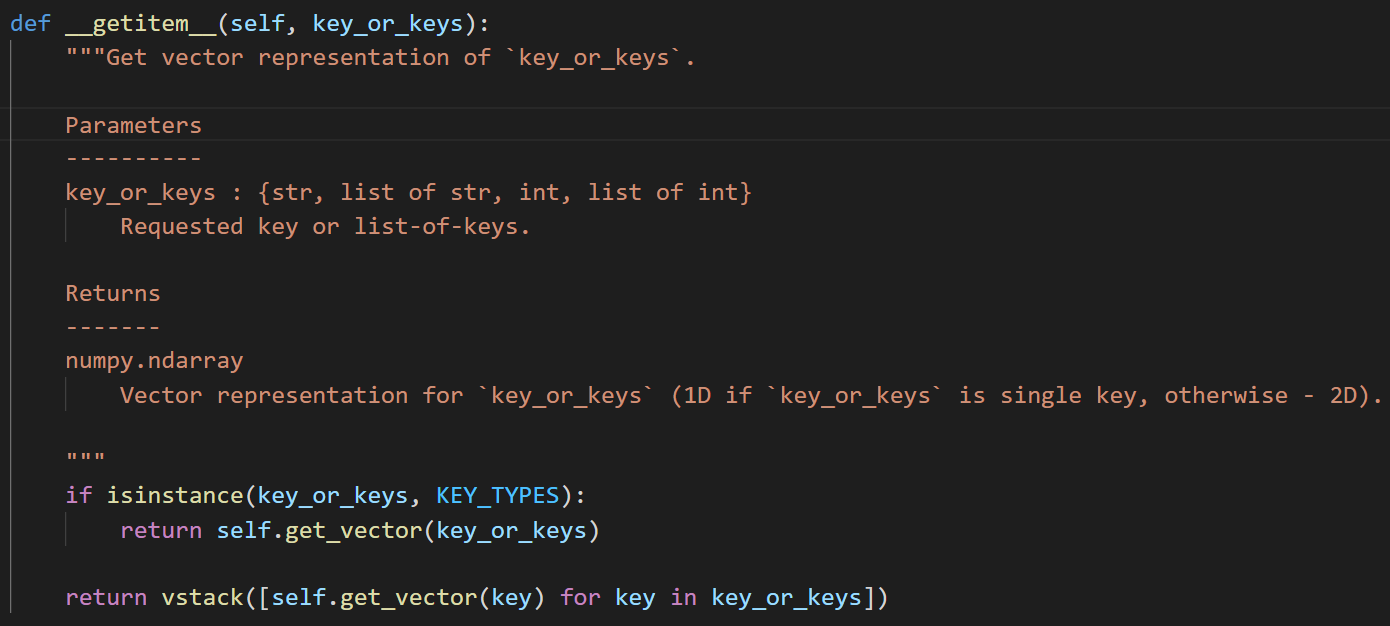 def __getitem__(self, key_or_keys):
    """Get vector representation of `key_or_keys`.

    Parameters
    ----------
    key_or_keys : {str, list of str, int, list of int}
        Requested key or list-of-keys.

    Returns
    -------
    numpy.ndarray
        Vector representation for `key_or_keys` (1D if `key_or_keys` is single key, otherwise - 2D).

    """
    if isinstance(key_or_keys, KEY_TYPES):
        return self.get_vector(key_or_keys)

    return vstack([self.get_vector(key) for key in key_or_keys])